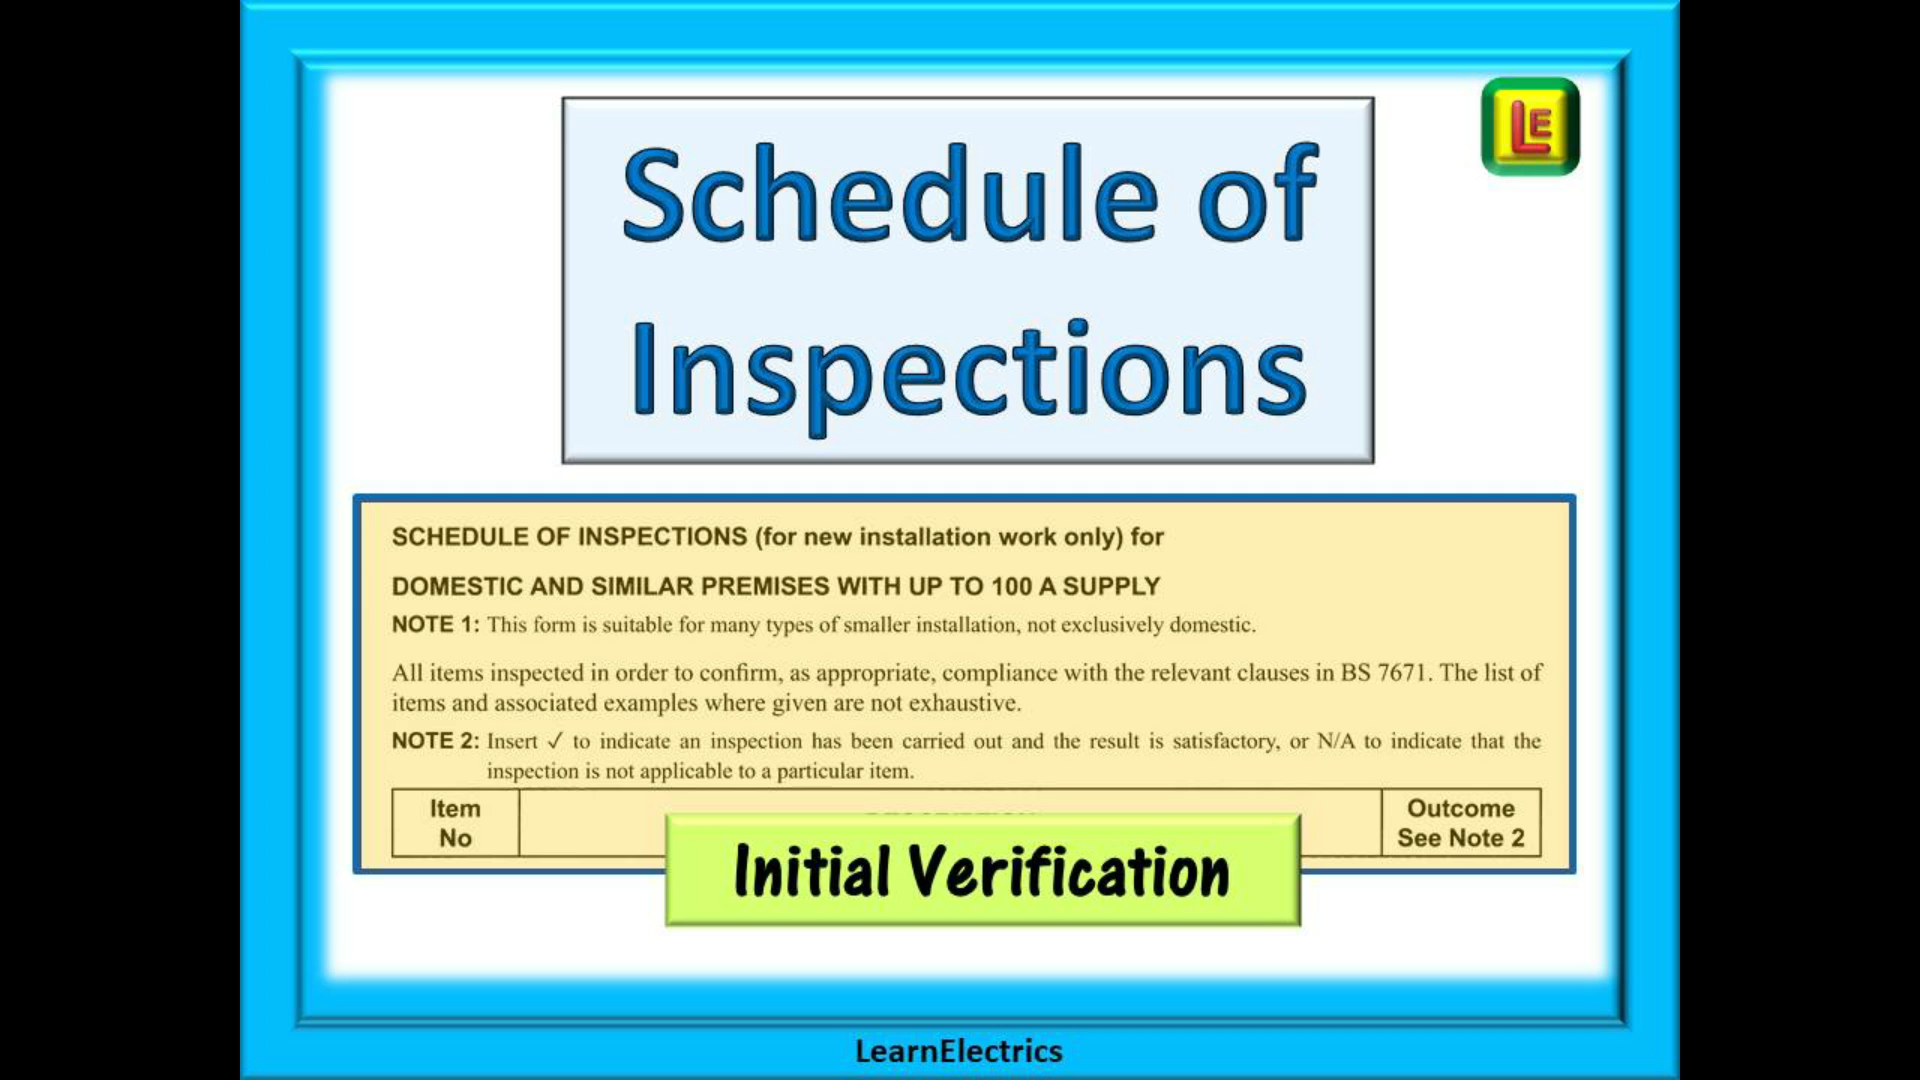 LE
Schedule of
Inspections
SCHEDULE OF INSPECTIONS (for new installation work only) for
DOMESTIC AND SIMILAR PREMISES WITH UP TO 100 A SUPPLY
NOTE 1: This form is suitable for many types of smaller installation, not exclusively domestic.
All items inspected in order to confirm, as appropriate, compliance with the relevant clauses in BS 7671. The list of
items and associated examples where given are not exhaustive.
NOTE 2: Insert ✓ to indicate an inspection has been carried out and the result is satisfactory, or N/A to indicate that the
inspection is not applicable to a particular item.
Item
No
Outcome
See Note 2
Initial Verification
LearnElectrics